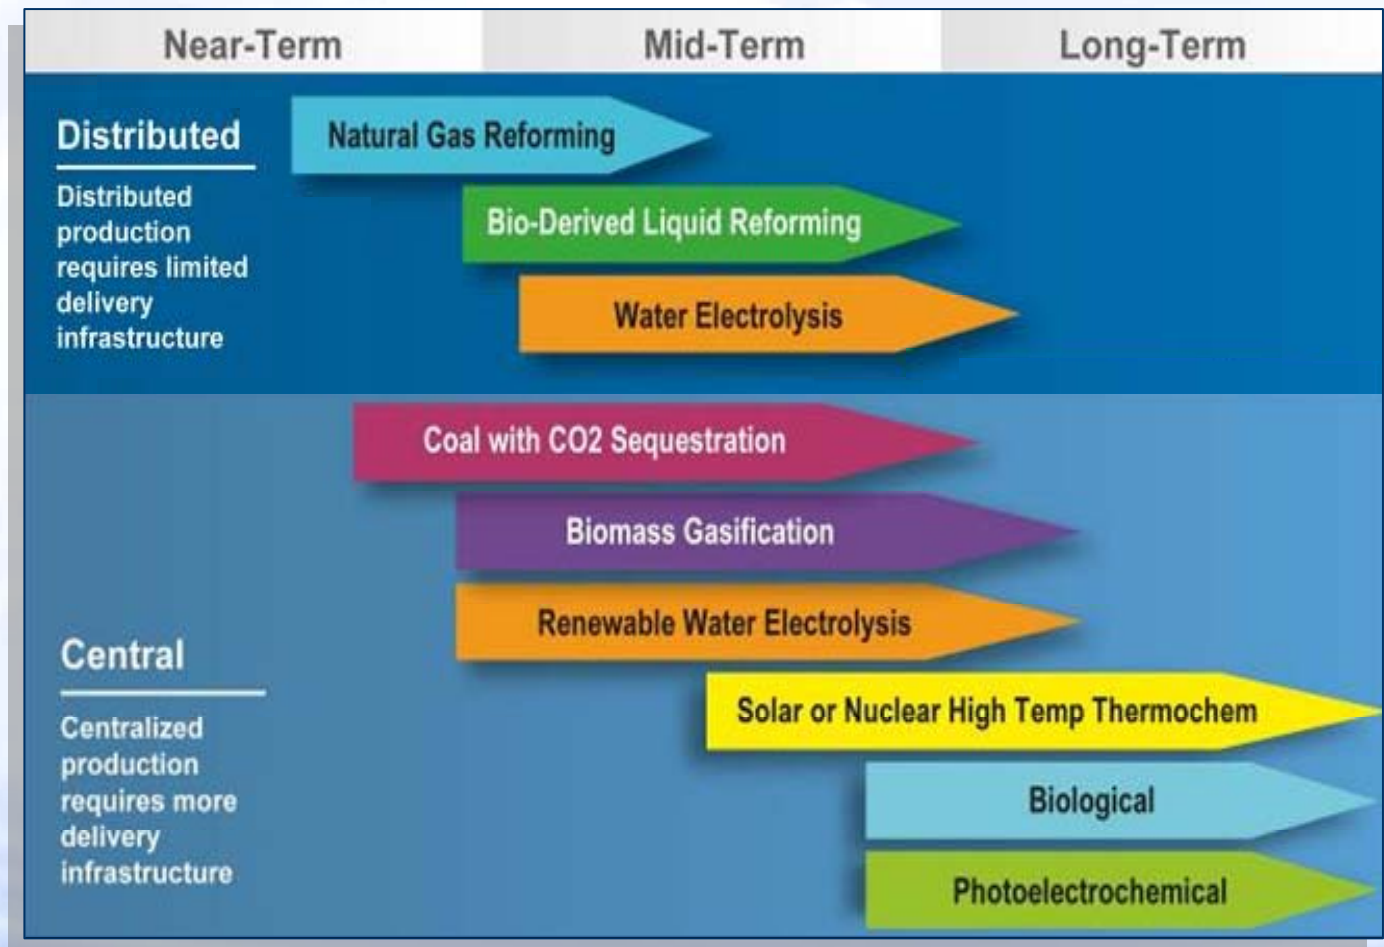 Near-Term Mid-Term Long-Term
Distributed
Distributed
production
requires limited
delivery
infrastructure
Natural Gas Reforming
Bio-Derived Liquid Reforming
Water Electrolysis
Central
Centralized
production
requires more
delivery
infrastructure
Coal with CO2 Sequestration
Biomass Gasification
Renewable Water Electrolysis
Solar or Nuclear High Temp Thermochem
Biological
Photoelectrochemical